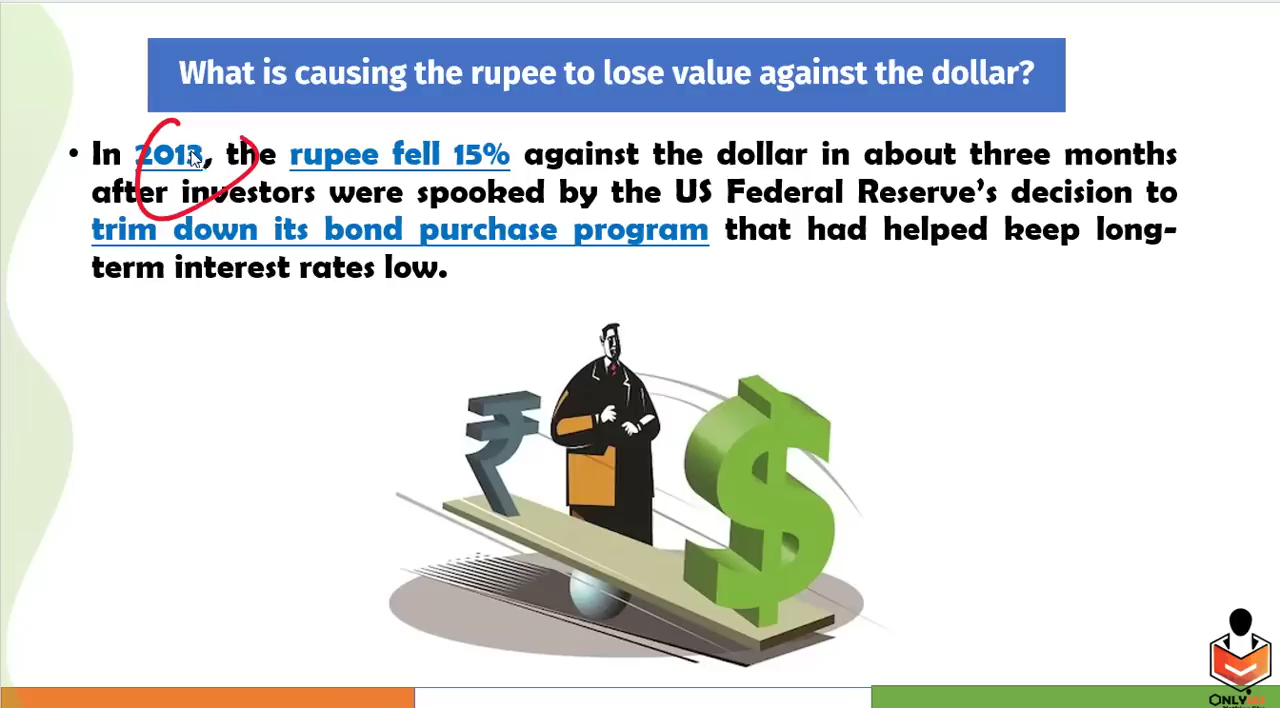 What is causing the rupee to lose value against the dollar?
• In 2013, the rupee fell 15% against the dollar in about three months
after investors were spooked by the US Federal Reserve's decision to
trim down its bond purchase program that had helped keep long-
term interest rates low.
₹
$
ONLYIAS